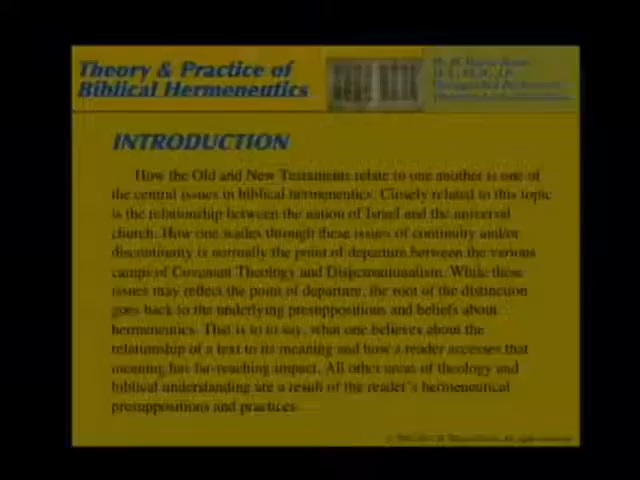 Theory & Practice of
Biblical Hermeneutics
INTRODUCTION
How the Old and New Testaments relate to one another is one of
the central issues in biblical hermeneutics. Closely related to this topic
is the relationship between the nation of Israel and the universal
church. How one wades through these issues of continuity and/or
discontinuity is normally the point of departure between the various
camps of Covenant Theology and Dispensationalism. While these
issues may reflect the point of departure, the root of the distinction
goes back to the underlying presuppositions and beliefs about
hermeneutics. That is to to say, what one believes about the
relationship of a text to its meaning and how a reader accesses that
meaning has far-reaching impact. All other areas of theology and
biblical understanding are a result of the reader's hermeneutical
presuppositions and practices.